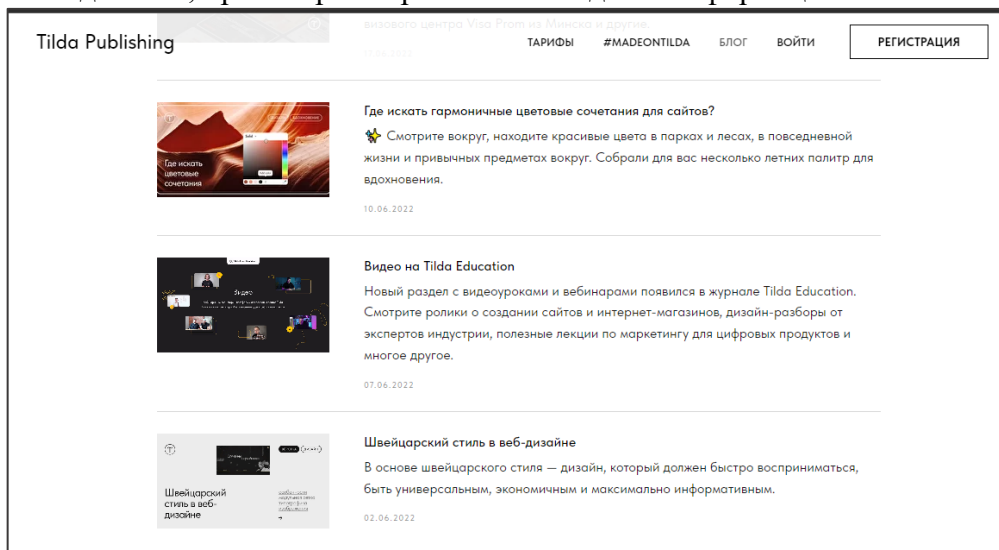 визового центра Visa Prom из Минска и другие.
Tilda Publishing
ТАРИФЫ
#MADEONTILDA
БЛОГ
ВОЙТИ
РЕГИСТРАЦИЯ
Где искать
цветовые
сочетания
Где искать гармоничные цветовые сочетания для сайтов?
Смотрите вокруг, находите красивые цвета в парках и лесах, в повседневной
жизни и привычных предметах вокруг. Собрали для вас несколько летних палитр для
вдохновения.
10.06.2022
Видео
Видео на Tilda Education
Новый раздел с видеоуроками и вебинарами появился в журнале Tilda Education.
Смотрите ролики о создании сайтов и интернет-магазинов, дизайн-разборы от
экспертов индустрии, полезные лекции по маркетингу для цифровых продуктов и
многое другое.
07.06.2022
Швейцарский
стиль в веб-
дизайне
Швейцарский стиль в веб-дизайне
В основе швейцарского стиля — дизайн, который должен быстро восприниматься,
быть универсальным, экономичным и максимально информативным.
02.06.2022